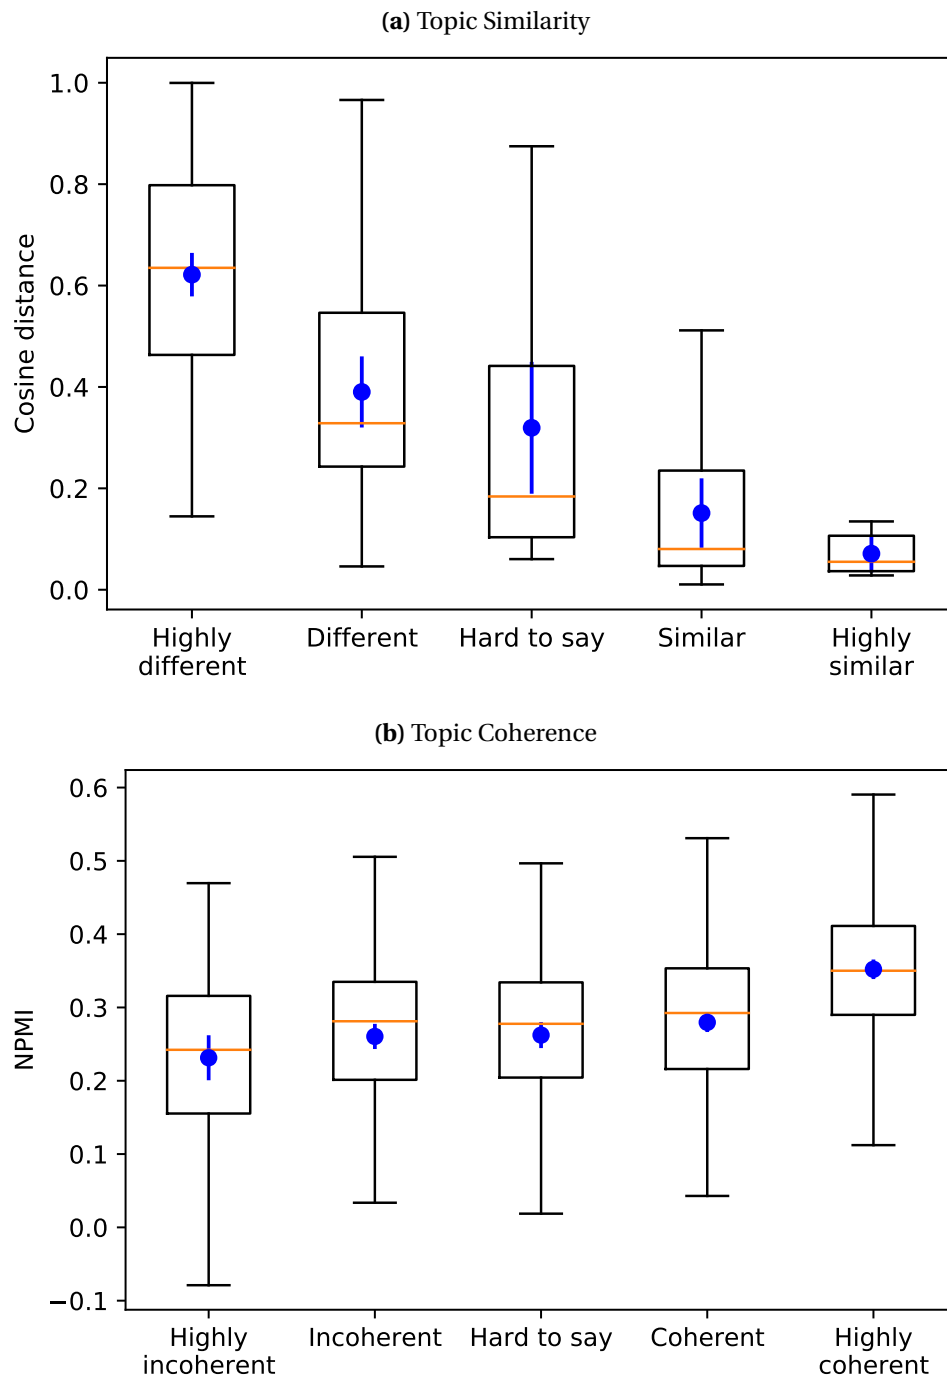 (a) Topic Similarity
1.0
0.8
0.6
0.4
0.2
0.0
Cosine distance
Highly
different
Different
Hard to say
Similar
Highly
similar
(b) Topic Coherence
0.6
0.5
0.4
0.3
0.2
0.1
0.0
−0.1
NPMI
Highly
incoherent
Incoherent
Hard to say
Coherent
Highly
coherent